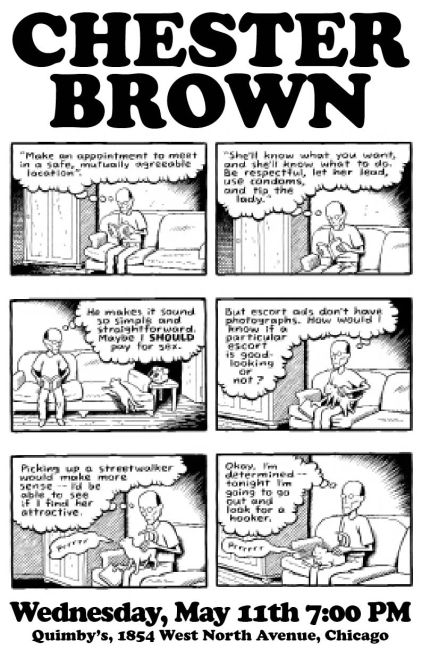 CHESTER
BROWN
"Make an appointment to meet
in a safe, mutually agreeable
location".
"She'll know what you want,
and she'll know what to do.
Be respectful, let her lead,
use condoms,
and tip the
lady."
He makes it sound
so simple and
straightforward.
Maybe I SHOULD
pay for sex.
But escort ads don't have
photographs. How would I
know if a
particular
escort
is good-
looking
or
not?
Picking up a streetwalker
would make more
sense -- I'd be
able to see
if I find her
attractive.
Prrrrr
Okay. I'm
determined --
tonight I'm
going to go
out and
look for a
hooker.
Prrrrr
Wednesday, May 11th 7:00 PM
Quimby's, 1854 West North Avenue, Chicago